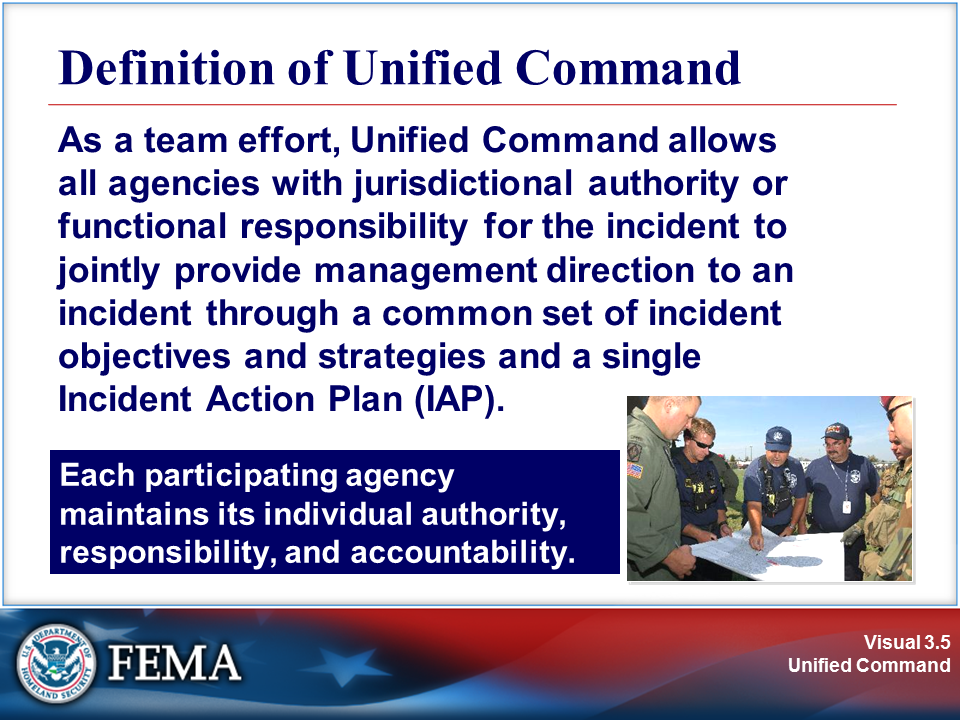 Definition of Unified Command
As a team effort, Unified Command allows
all agencies with jurisdictional authority or
functional responsibility for the incident to
jointly provide management direction to an
incident through a common set of incident
objectives and strategies and a single
Incident Action Plan (IAP).
Each participating agency
maintains its individual authority,
responsibility, and accountability.
U.S. DEPARTMENT OF
HOMELAND SECURITY
FEMA
Visual 3.5
Unified Command